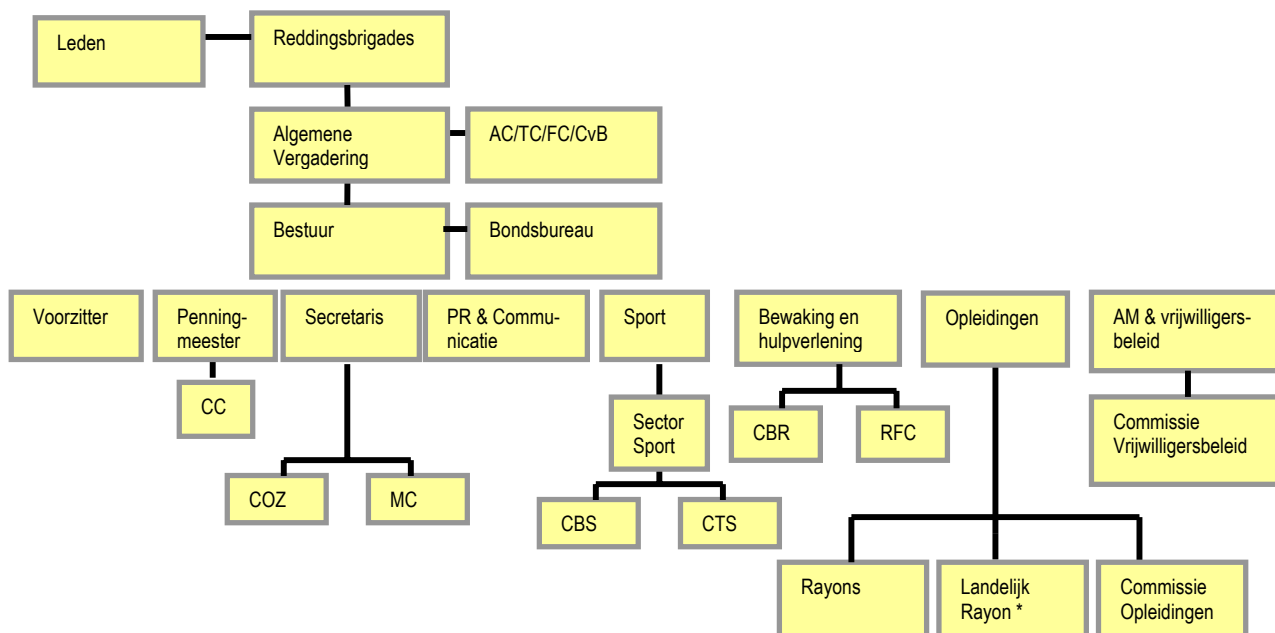 Leden
Reddingsbrigades
Algemene
Vergadering
AC/TC/FC/CvB
Bestuur
Bondsbureau
Voorzitter
Penning-
meester
Secretaris
PR & Commu-
nicatie
Sport
Bewaking en
hulpverlening
Opleidingen
AM & vrijwilligers-
beleid
CC
Sector
Sport
CBR
RFC
Commissie
Vrijwilligersbeleid
COZ
MC
CBS
CTS
Rayons
Landelijk
Rayon *
Commissie
Opleidingen